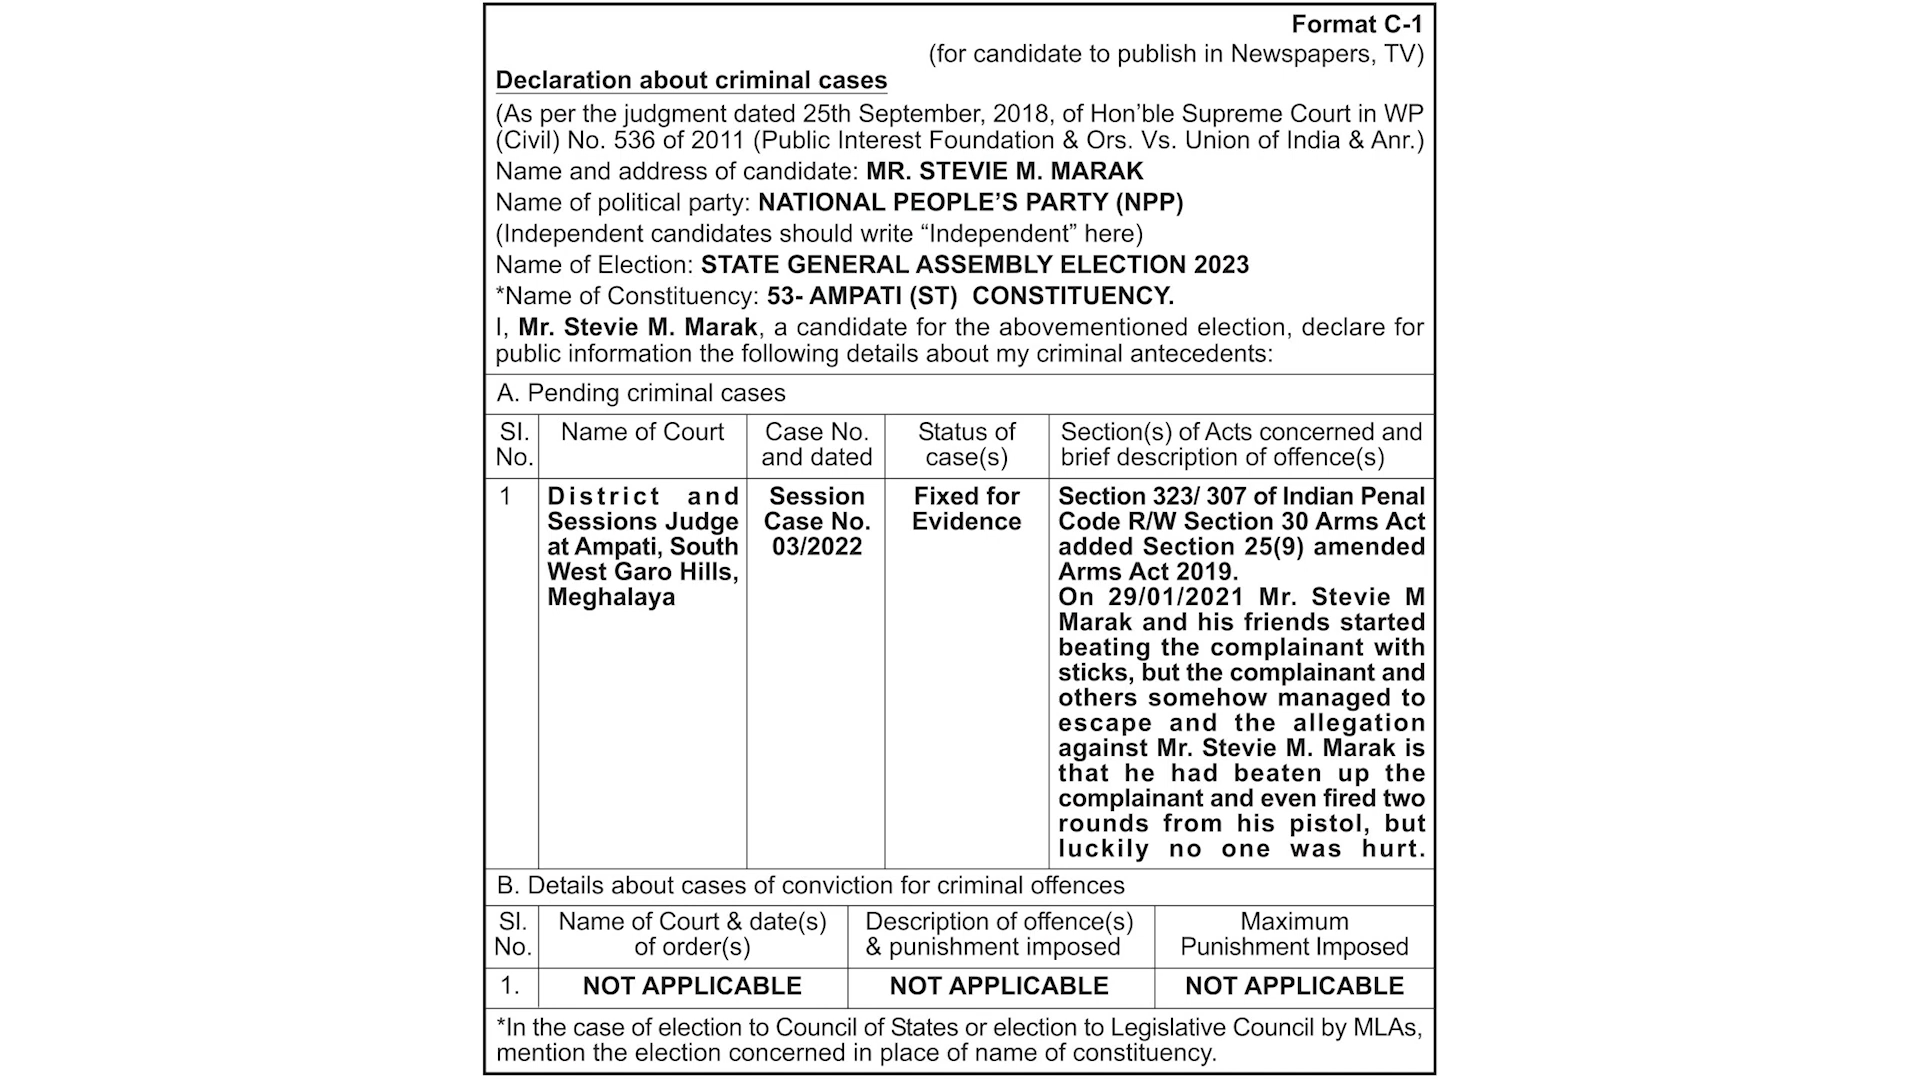 Format C-1
(for candidate to publish in Newspapers, TV)
Declaration about criminal cases
(As per the judgment dated 25th September, 2018, of Hon’ble Supreme Court in WP
(Civil) No. 536 of 2011 (Public Interest Foundation & Ors. Vs. Union of India & Anr.)
Name and address of candidate: MR. STEVIE M. MARAK
Name of political party: NATIONAL PEOPLE’S PARTY (NPP)
(Independent candidates should write “Independent” here)
Name of Election: STATE GENERAL ASSEMBLY ELECTION 2023
*Name of Constituency: 53- AMPATI (ST) CONSTITUENCY.
I, Mr. Stevie M. Marak, a candidate for the abovementioned election, declare for
public information the following details about my criminal antecedents:
A. Pending criminal cases
SI.
No.
Name of Court
Case No.
and dated
Status of
case(s)
Section(s) of Acts concerned and
brief description of offence(s)
1
District and
Sessions Judge
at Ampati, South
West Garo Hills,
Meghalaya
Session
Case No.
03/2022
Fixed for
Evidence
Section 323/ 307 of Indian Penal
Code R/W Section 30 Arms Act
added Section 25(9) amended
Arms Act 2019.
On 29/01/2021 Mr. Stevie M
Marak and his friends started
beating the complainant with
sticks, but the complainant and
others somehow managed to
escape and the allegation
against Mr. Stevie M. Marak is
that he had beaten up the
complainant and even fired two
rounds from his pistol, but
luckily no one was hurt.
B. Details about cases of conviction for criminal offences
SI.
No.
Name of Court & date(s)
of order(s)
Description of offence(s)
& punishment imposed
Maximum
Punishment Imposed
1.
NOT APPLICABLE
NOT APPLICABLE
NOT APPLICABLE
*In the case of election to Council of States or election to Legislative Council by MLAs,
mention the election concerned in place of name of constituency.